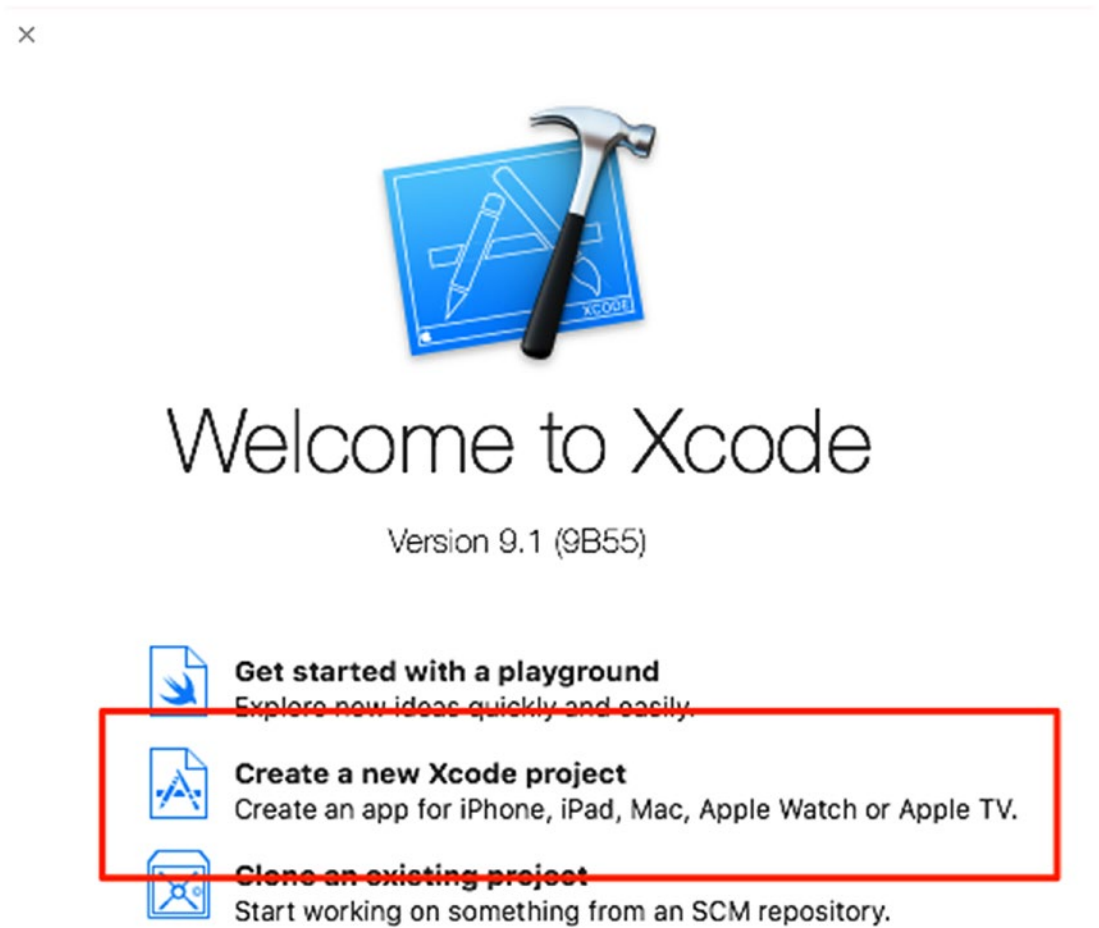 XCODE
Welcome to Xcode
Version 9.1 (9B55)
Get started with a playground
Explore new ideas quickly and easily.
Create a new Xcode project
Create an app for iPhone, iPad, Mac, Apple Watch or Apple TV.
Clone an existing project
Start working on something from an SCM repository.